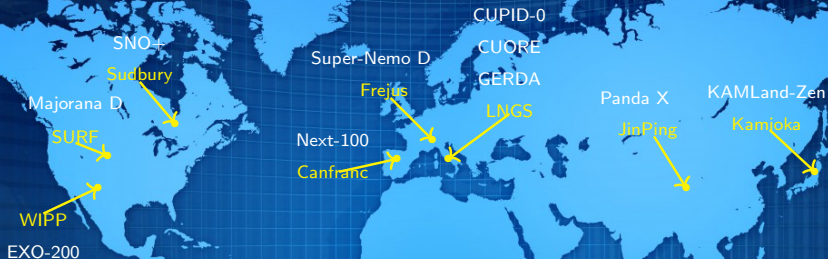 CUPID-0
SNO+
CUORE
Super-Nemo D
Sudbury
GERDA
Frejus
Panda X
KAMLand-Zen
Majorana D
LNGS
JinPing
Kamioka
SURF
Next-100
Canfranc
WIPP
EXO-200